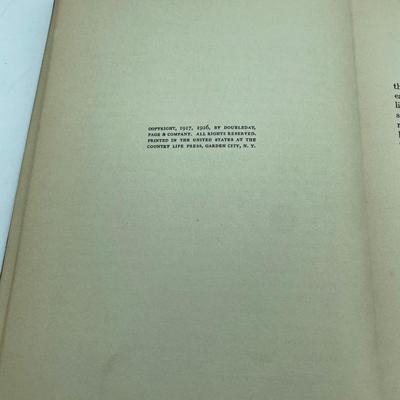 COPYRIGHT, 1917, 1926, BY DOUBLEDAY,
PAGE & COMPANY. ALL RIGHTS RESERVED.
PRINTED IN THE UNITED STATES AT THE
COUNTRY LIFE PRESS, GARDEN CITY, N. Y.